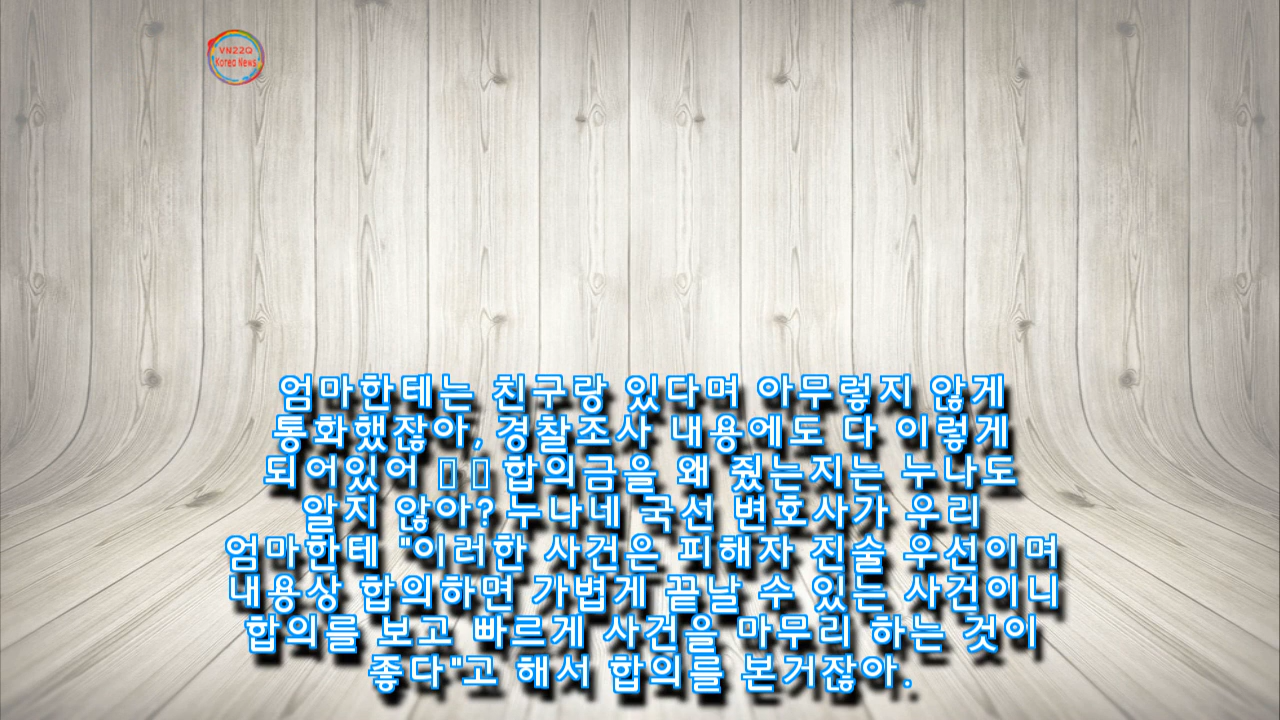 VN22Q
Korea News
엄마한테는 친구랑 있다며 아무렇지 않게
통화했잖아, 경찰조사 내용에도 다 이렇게
되어있어 합의금을 왜 줬는지는 누나도
알지 않아? 누나네 국선 변호사가 우리
엄마한테 "이러한 사건은 피해자 진술 우선이며
내용상 합의하면 가볍게 끝날 수 있는 사건이니
합의를 보고 빠르게 사건을 마무리 하는 것이
좋다"고 해서 합의를 본거잖아.